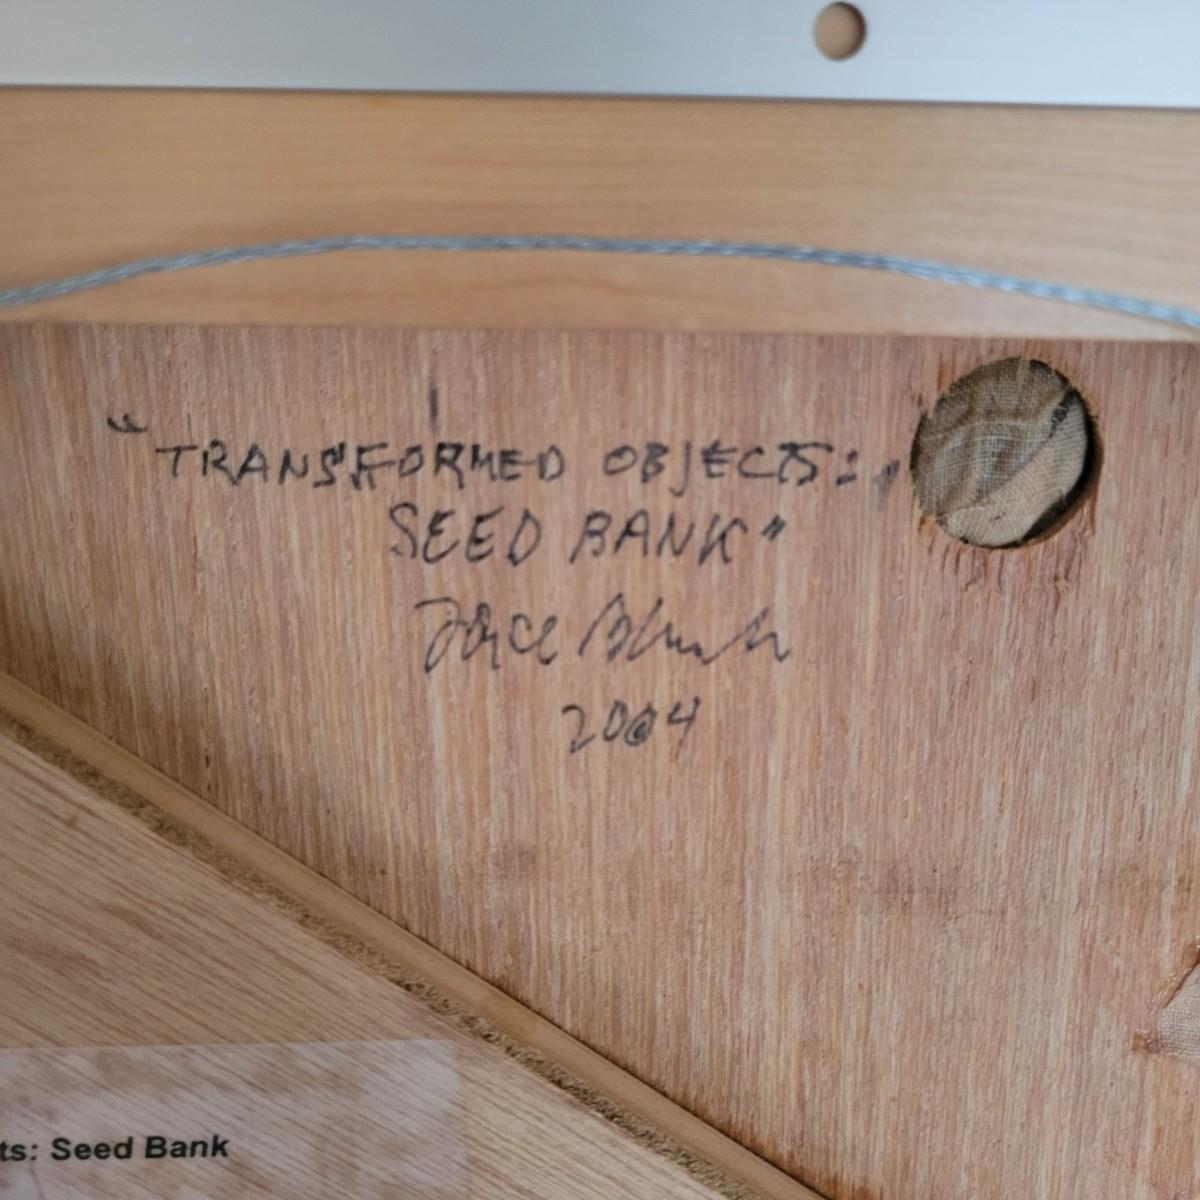 "TRANSFORMED OBJECTS:
SEED BANK"
2004
ts: Seed Bank